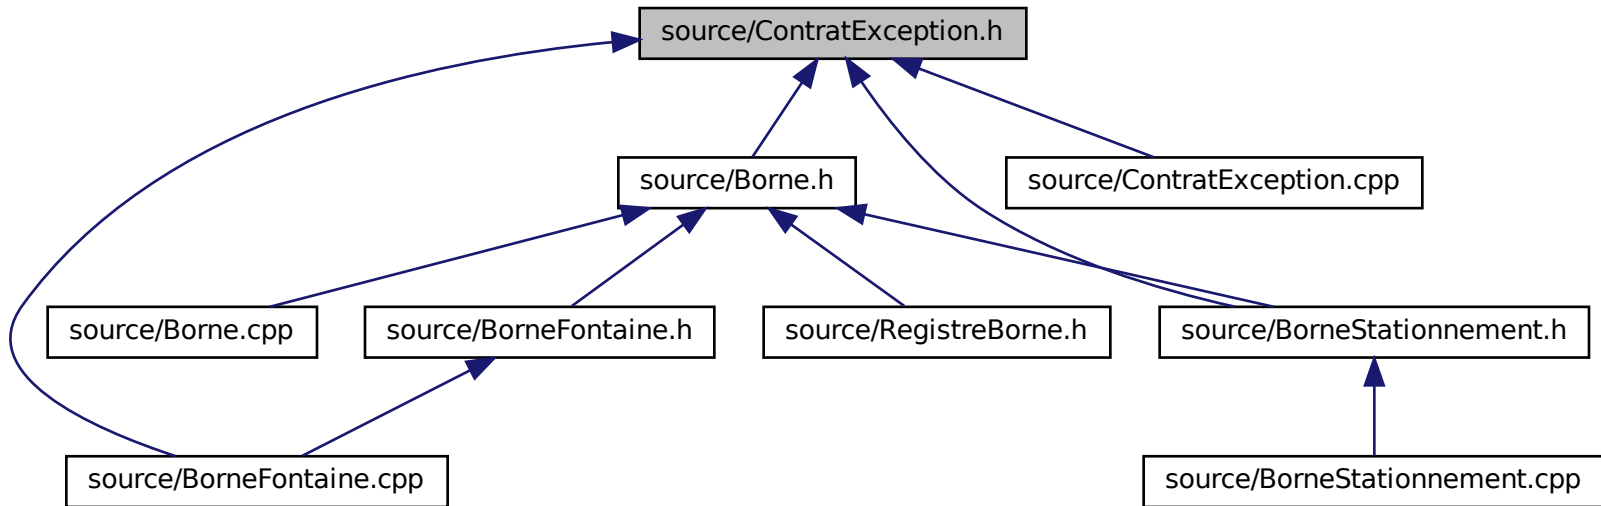 source/ContratException.h
source/Borne.h
source/ContratException.cpp
source/Borne.cpp
source/BorneFontaine.h
source/RegistreBorne.h
source/BorneStationnement.h
source/BorneFontaine.cpp
source/BorneStationnement.cpp